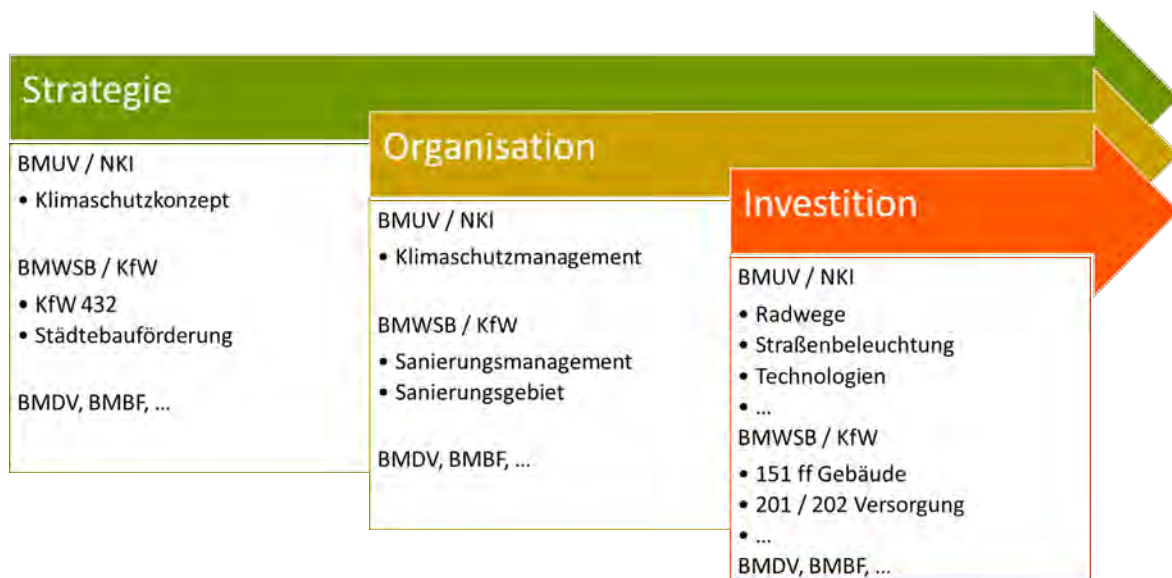 Strategie
BMUV / NKI
• Klimaschutzkonzept
BMWSB / KfW
• KfW 432
• Städtebauförderung
BMDV, BMBF, ...
Organisation
BMUV / NKI
• Klimaschutzmanagement
BMWSB / KfW
• Sanierungsmanagement
• Sanierungsgebiet
BMDV, BMBF, ...
Investition
BMUV / NKI
• Radwege
• Straßenbeleuchtung
• Technologien
• ...
BMWSB / KfW
• 151 ff Gebäude
• 201 / 202 Versorgung
• ...
BMDV, BMBF, ...